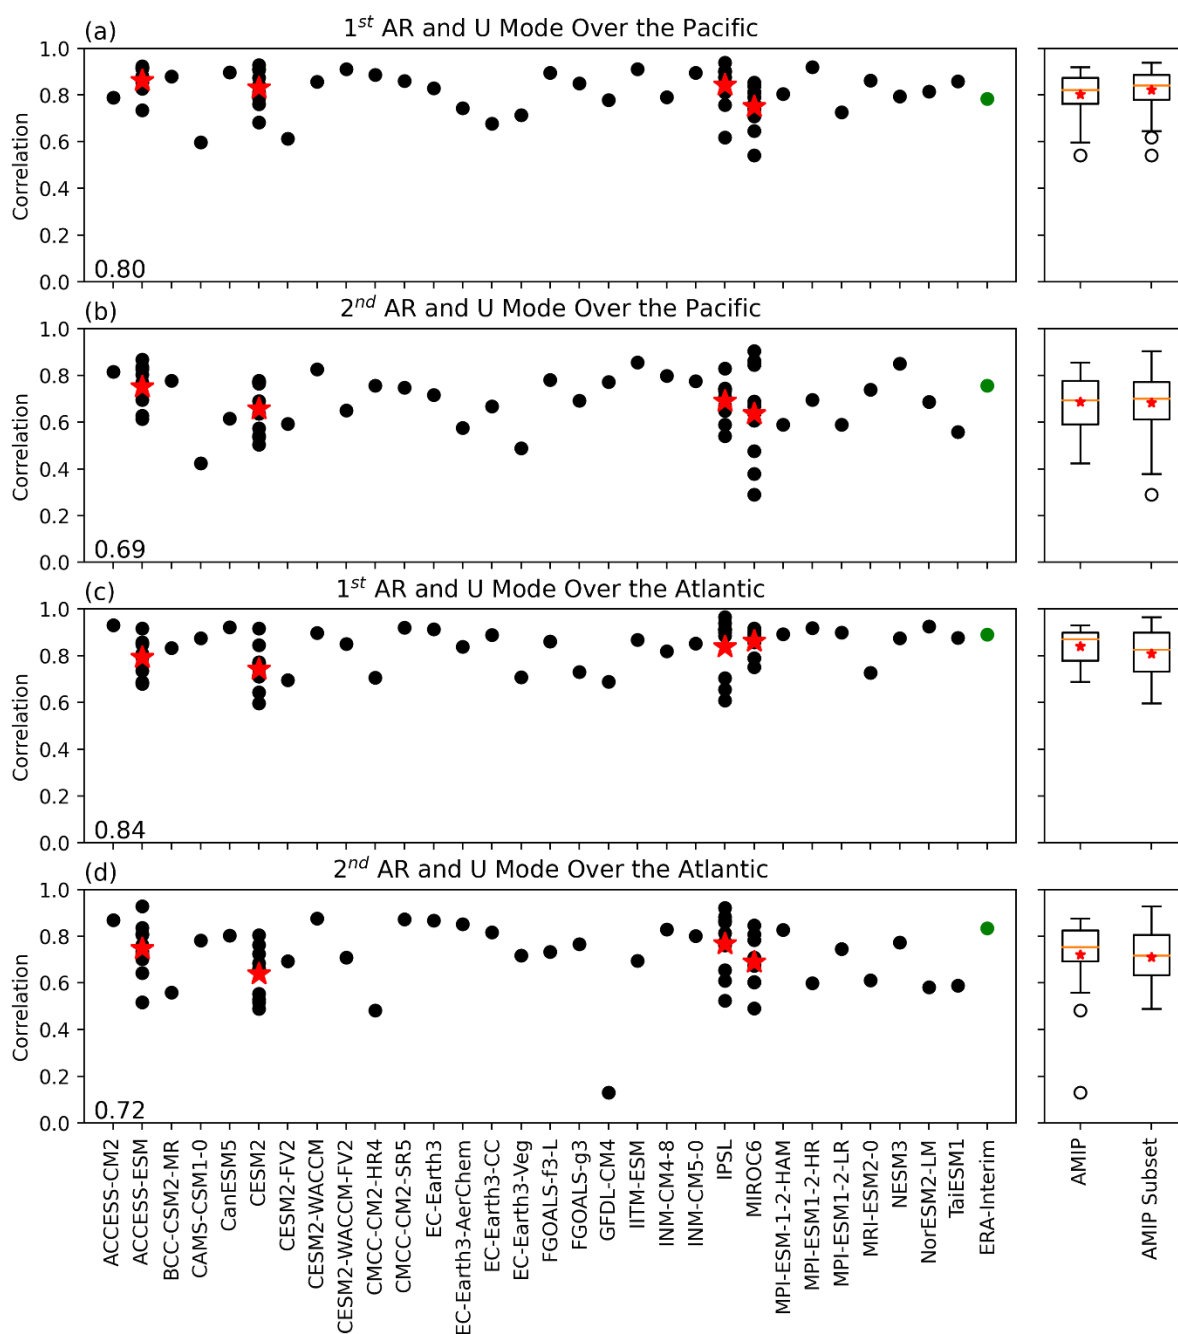 (a)
1st AR and U Mode Over the Pacific
Correlation
1.0
0.8
0.6
0.4
0.2
0.0
0.80
(b)
2nd AR and U Mode Over the Pacific
Correlation
1.0
0.8
0.6
0.4
0.2
0.0
0.69
(c)
1st AR and U Mode Over the Atlantic
Correlation
1.0
0.8
0.6
0.4
0.2
0.0
0.84
(d)
2nd AR and U Mode Over the Atlantic
Correlation
1.0
0.8
0.6
0.4
0.2
0.0
0.72
ACCESS-CM2
ACCESS-ESM
BCC-CSM2-MR
CAMS-CSM1-0
CanESM5
CESM2
CESM2-FV2
CESM2-WACCM
CESM2-WACCM-FV2
CMCC-CM2-HR4
CMCC-CM2-SR5
EC-Earth3
EC-Earth3-AerChem
EC-Earth3-CC
EC-Earth3-Veg
FGOALS-f3-L
FGOALS-g3
GFDL-CM4
IITM-ESM
INM-CM4-8
INM-CM5-0
IPSL
MIROC6
MPI-ESM-1-2-HAM
MPI-ESM1-2-HR
MPI-ESM1-2-LR
MRI-ESM2-0
NESM3
NorESM2-LM
TaiESM1
ERA-Interim
AMIP
AMIP Subset